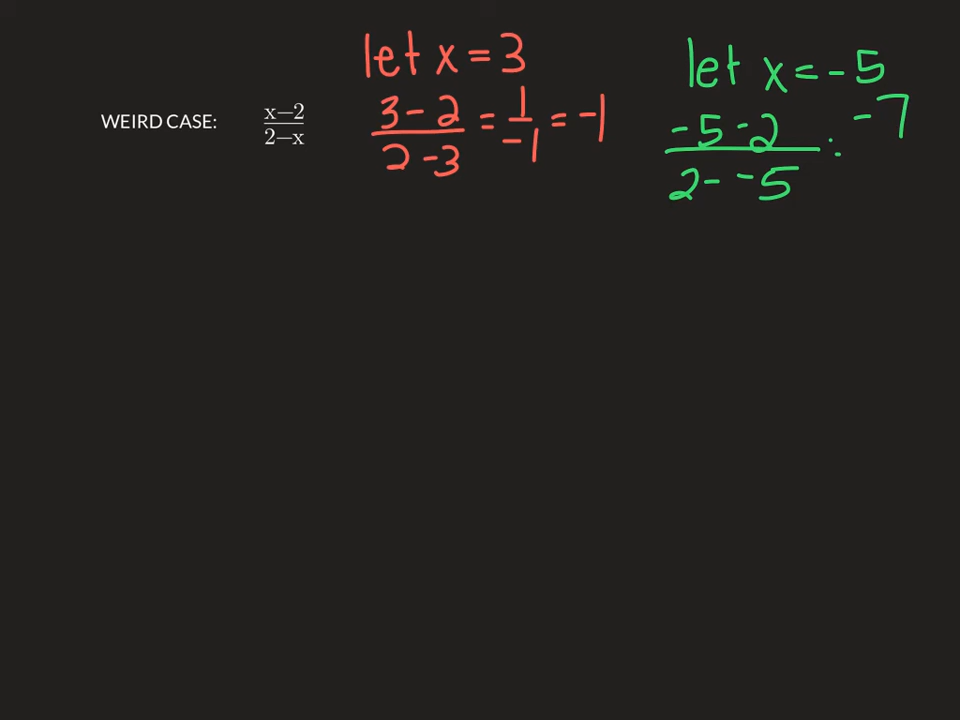 WEIRD CASE: x−2 / 2−x
let x = 3
3 - 2 / 2 - 3 = 1 / -1 = -1
let x = - 5
- 5 - 2 / 2 - - 5 : - 7